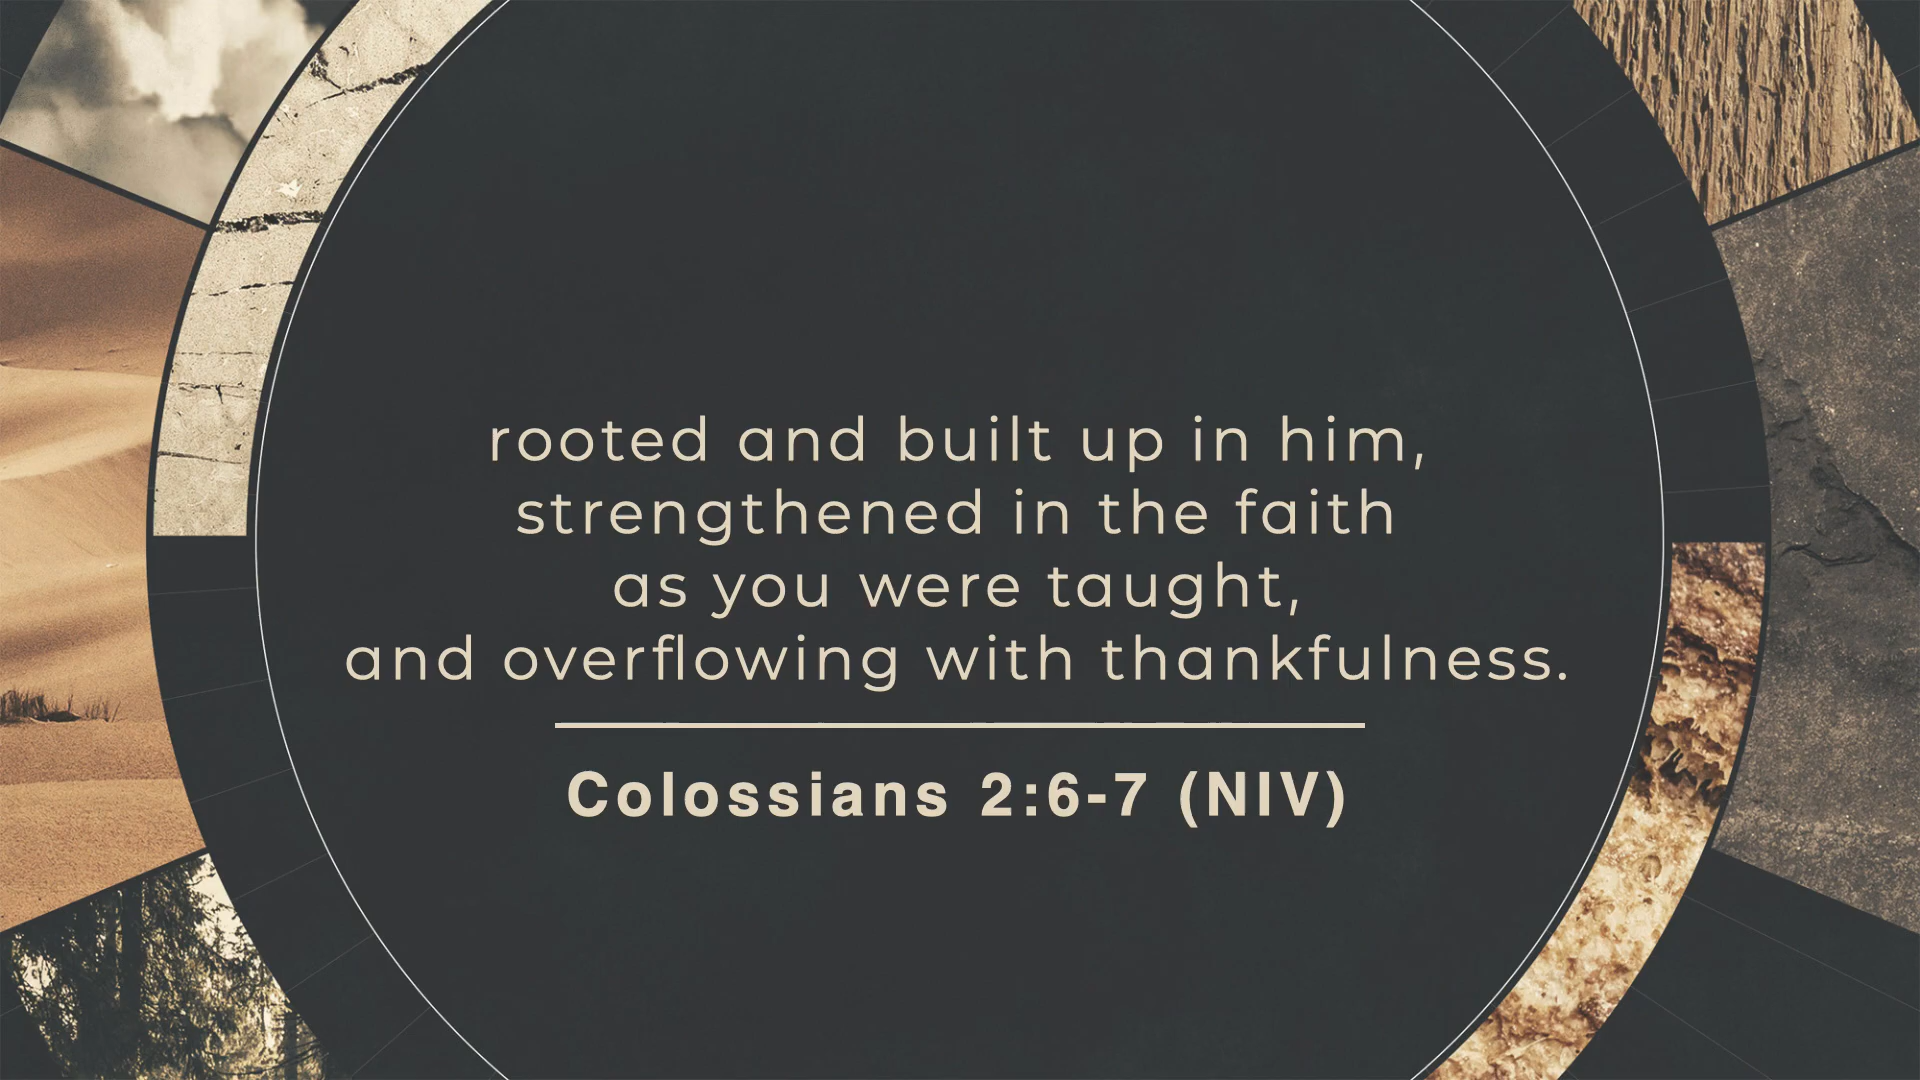 rooted and built up in him,
strengthened in the faith
as you were taught,
and overflowing with thankfulness.
Colossians 2:6-7 (NIV)